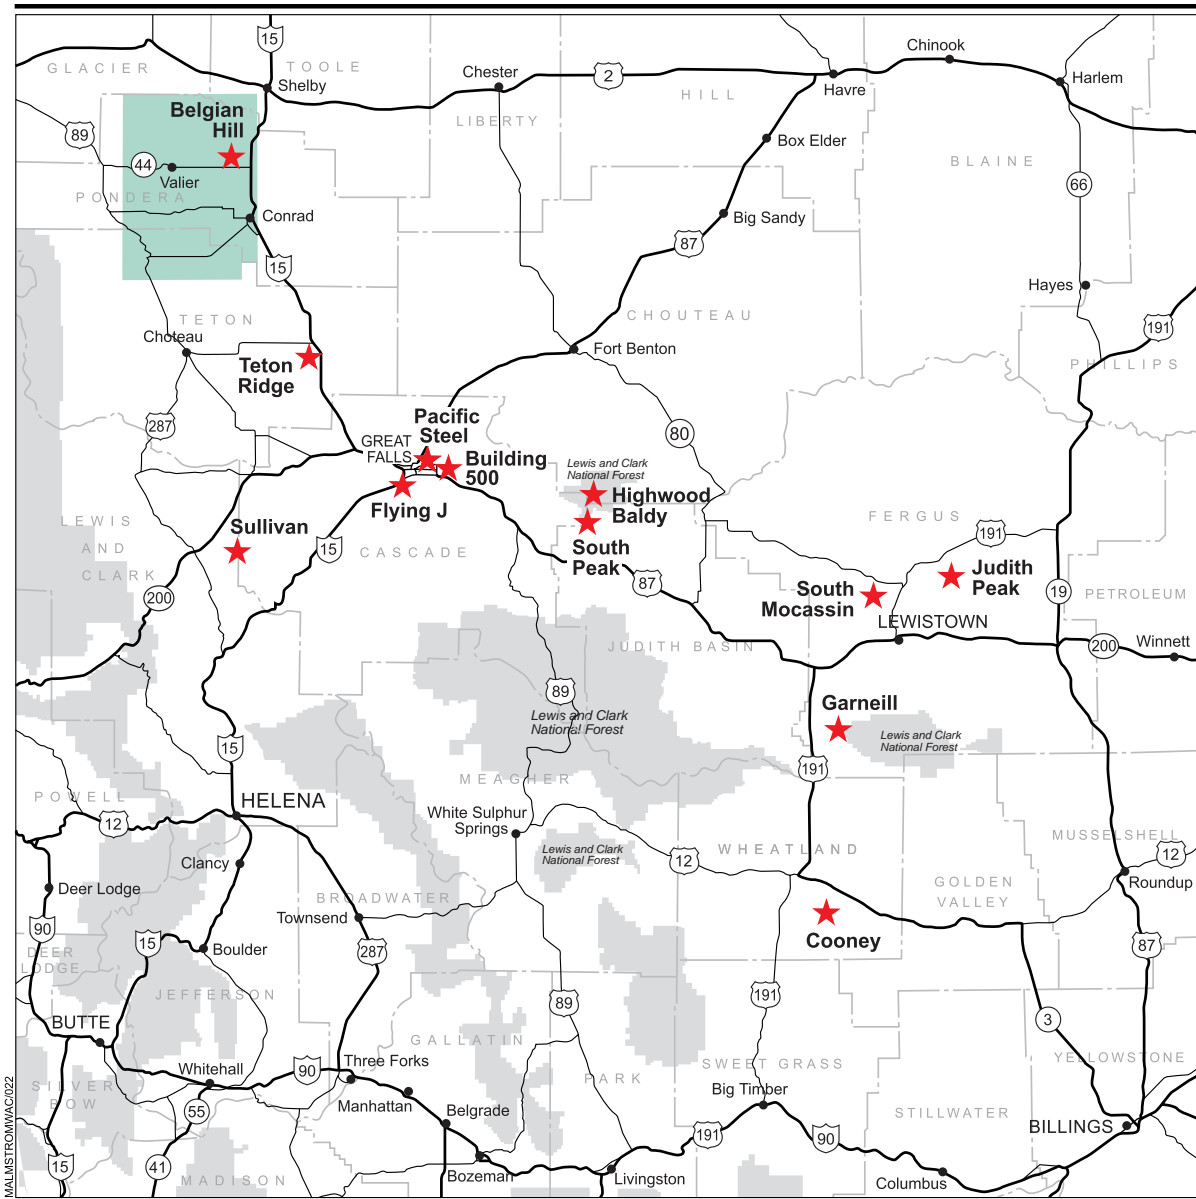 15
GLACIER
TOOLE
Shelby
Chester
2
Havre
Chinook
Harlem
HILL
LIBERTY
Belgian
Hill
89
44
Valier
PONDERA
Conrad
Box Elder
BLAINE
66
Big Sandy
87
15
Hayes
TETON
CHOUTEAU
191
Choteau
Fort Benton
PHILLIPS
Teton
Ridge
287
Pacific
Steel
GREAT
FALLS
Building
500
Flying J
80
Lewis and Clark
National Forest
Highwood
Baldy
South
Peak
LEWIS
AND
CLARK
Sullivan
15
CASCADE
FERGUS
191
Judith
Peak
200
87
South
Mocassin
LEWISTOWN
19
PETROLEUM
JUDITH BASIN
200
Winnett
89
Lewis and Clark
National Forest
Garneill
Lewis and Clark
National Forest
15
191
MEAGHER
POWELL
HELENA
12
White Sulphur
Springs
Lewis and Clark
National Forest
12
WHEATLAND
MUSSELSHELL
12
Clancy
Deer Lodge
BROADWATER
GOLDEN
VALLEY
Roundup
Townsend
90
15
Boulder
287
Cooney
87
DEER
LODGE
JEFFERSON
89
191
3
BUTTE
GALLATIN
SWEET GRASS
YELLOWSTONE
Whitehall
90
Three Forks
PARK
Big Timber
SILVER
BOW
55
Manhattan
Belgrade
STILLWATER
BILLINGS
191
90
15
41
MADISON
Bozeman
Livingston
Columbus
MALMSTROMWAC/022